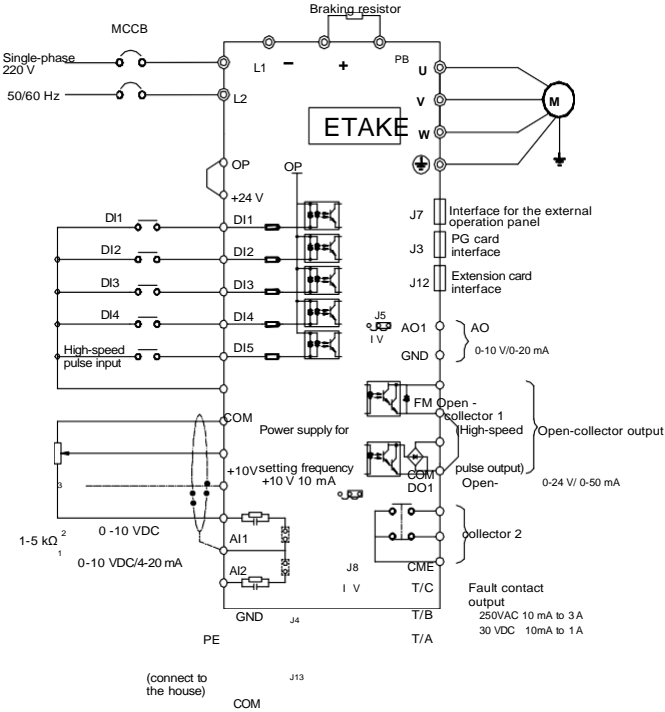 Braking resistor
MCCB
Single-phase
220 V
L1
−
+
PB
U
50/60 Hz
L2
V
M
ETAKE
W
OP
OP
+24 V
DI1
DI1
J7
Interface for the external
operation panel
DI2
DI2
J3
PG card
interface
DI3
DI3
J12
Extension card
interface
DI4
DI4
J5
I V
AO1
AO
0-10 V/0-20 mA
High-speed
pulse input
DI5
GND
COM
FM Open -
collector 1
(High-speed
Power supply for
Open-collector output
+10V
setting frequency
+10 V 10 mA
COM
pulse output)
DO1
Open-
0-24 V/ 0-50 mA
3
2
1
1-5 kΩ
0 -10 VDC
AI1
collector 2
0-10 VDC/4-20 mA
AI2
J8
CME
I V
T/C
Fault contact
output
GND
J4
T/B
250VAC 10 mA to 3 A
30 VDC 10mA to 1 A
PE
T/A
(connect to
the house)
J13
COM